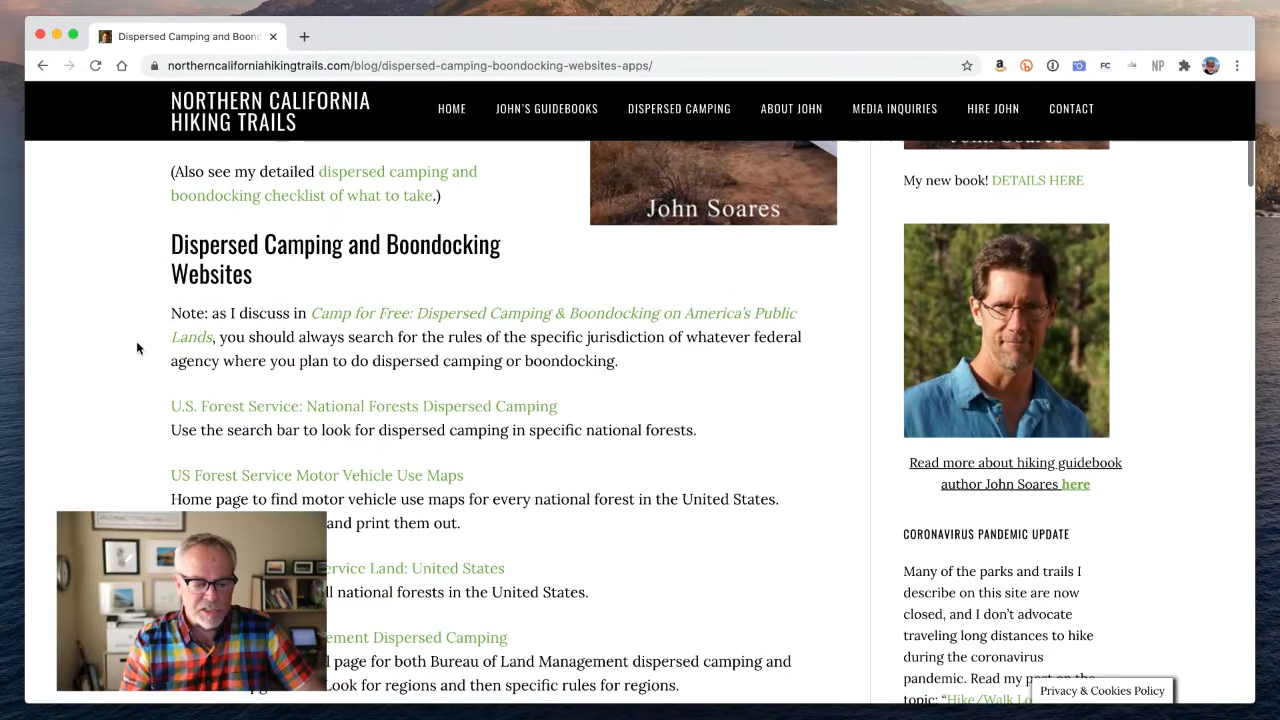 Dispersed Camping and Boond
northerncaliforniahikingtrails.com/blog/dispersed-camping-boondocking-websites-apps/
FC
NP
NORTHERN CALIFORNIA
HIKING TRAILS
HOME
JOHN'S GUIDEBOOKS
DISPERSED CAMPING
ABOUT JOHN
MEDIA INQUIRIES
HIRE JOHN
CONTACT
(Also see my detailed dispersed camping and
boondocking checklist of what to take.)
John Soares
Dispersed Camping and Boondocking
Websites
Note: as I discuss in Camp for Free: Dispersed Camping & Boondocking on America's Public
Lands, you should always search for the rules of the specific jurisdiction of whatever federal
agency where you plan to do dispersed camping or boondocking.
U.S. Forest Service: National Forests Dispersed Camping
Use the search bar to look for dispersed camping in specific national forests.
US Forest Service Motor Vehicle Use Maps
Home page to find motor vehicle use maps for every national forest in the United States.
and print them out.
ervice Land: United States
ll national forests in the United States.
ement Dispersed Camping
l page for both Bureau of Land Management dispersed camping and
Look for regions and then specific rules for regions.
John Soares
My new book! DETAILS HERE
Read more about hiking guidebook
author John Soares here
CORONAVIRUS PANDEMIC UPDATE
Many of the parks and trails I
describe on this site are now
closed, and I don't advocate
traveling long distances to hike
during the coronavirus
pandemic. Read my post on the
topic: "Hike/Walk Lo
Privacy & Cookies Policy